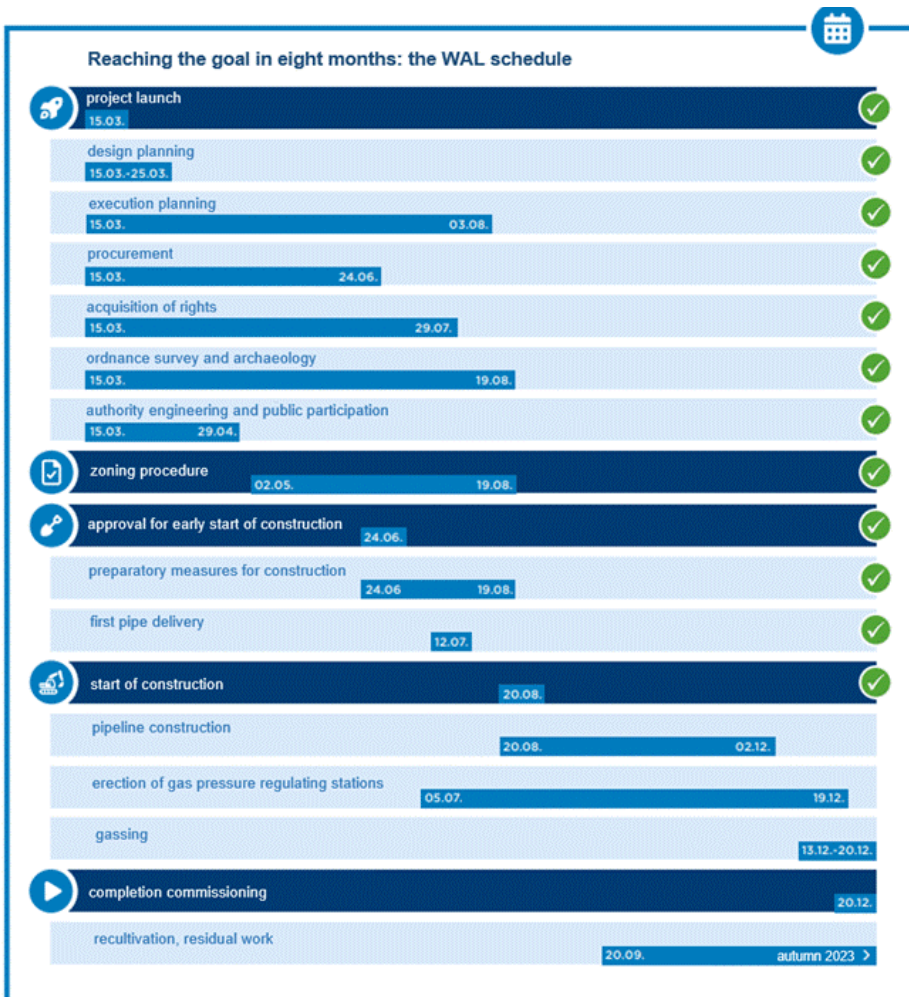 Reaching the goal in eight months: the WAL schedule
project launch
15.03.
design planning
15.03.-25.03.
execution planning
15.03. 03.08.
procurement
15.03. 24.06.
acquisition of rights
15.03. 29.07.
ordnance survey and archaeology
15.03. 19.08.
authority engineering and public participation
15.03. 29.04.
zoning procedure
02.05. 19.08.
approval for early start of construction
24.06.
preparatory measures for construction
24.06 19.08.
first pipe delivery
12.07.
start of construction
20.08.
pipeline construction
20.08. 02.12.
erection of gas pressure regulating stations
05.07. 19.12.
gassing
13.12.-20.12.
completion commissioning
20.12.
recultivation, residual work
20.09. autumn 2023 >